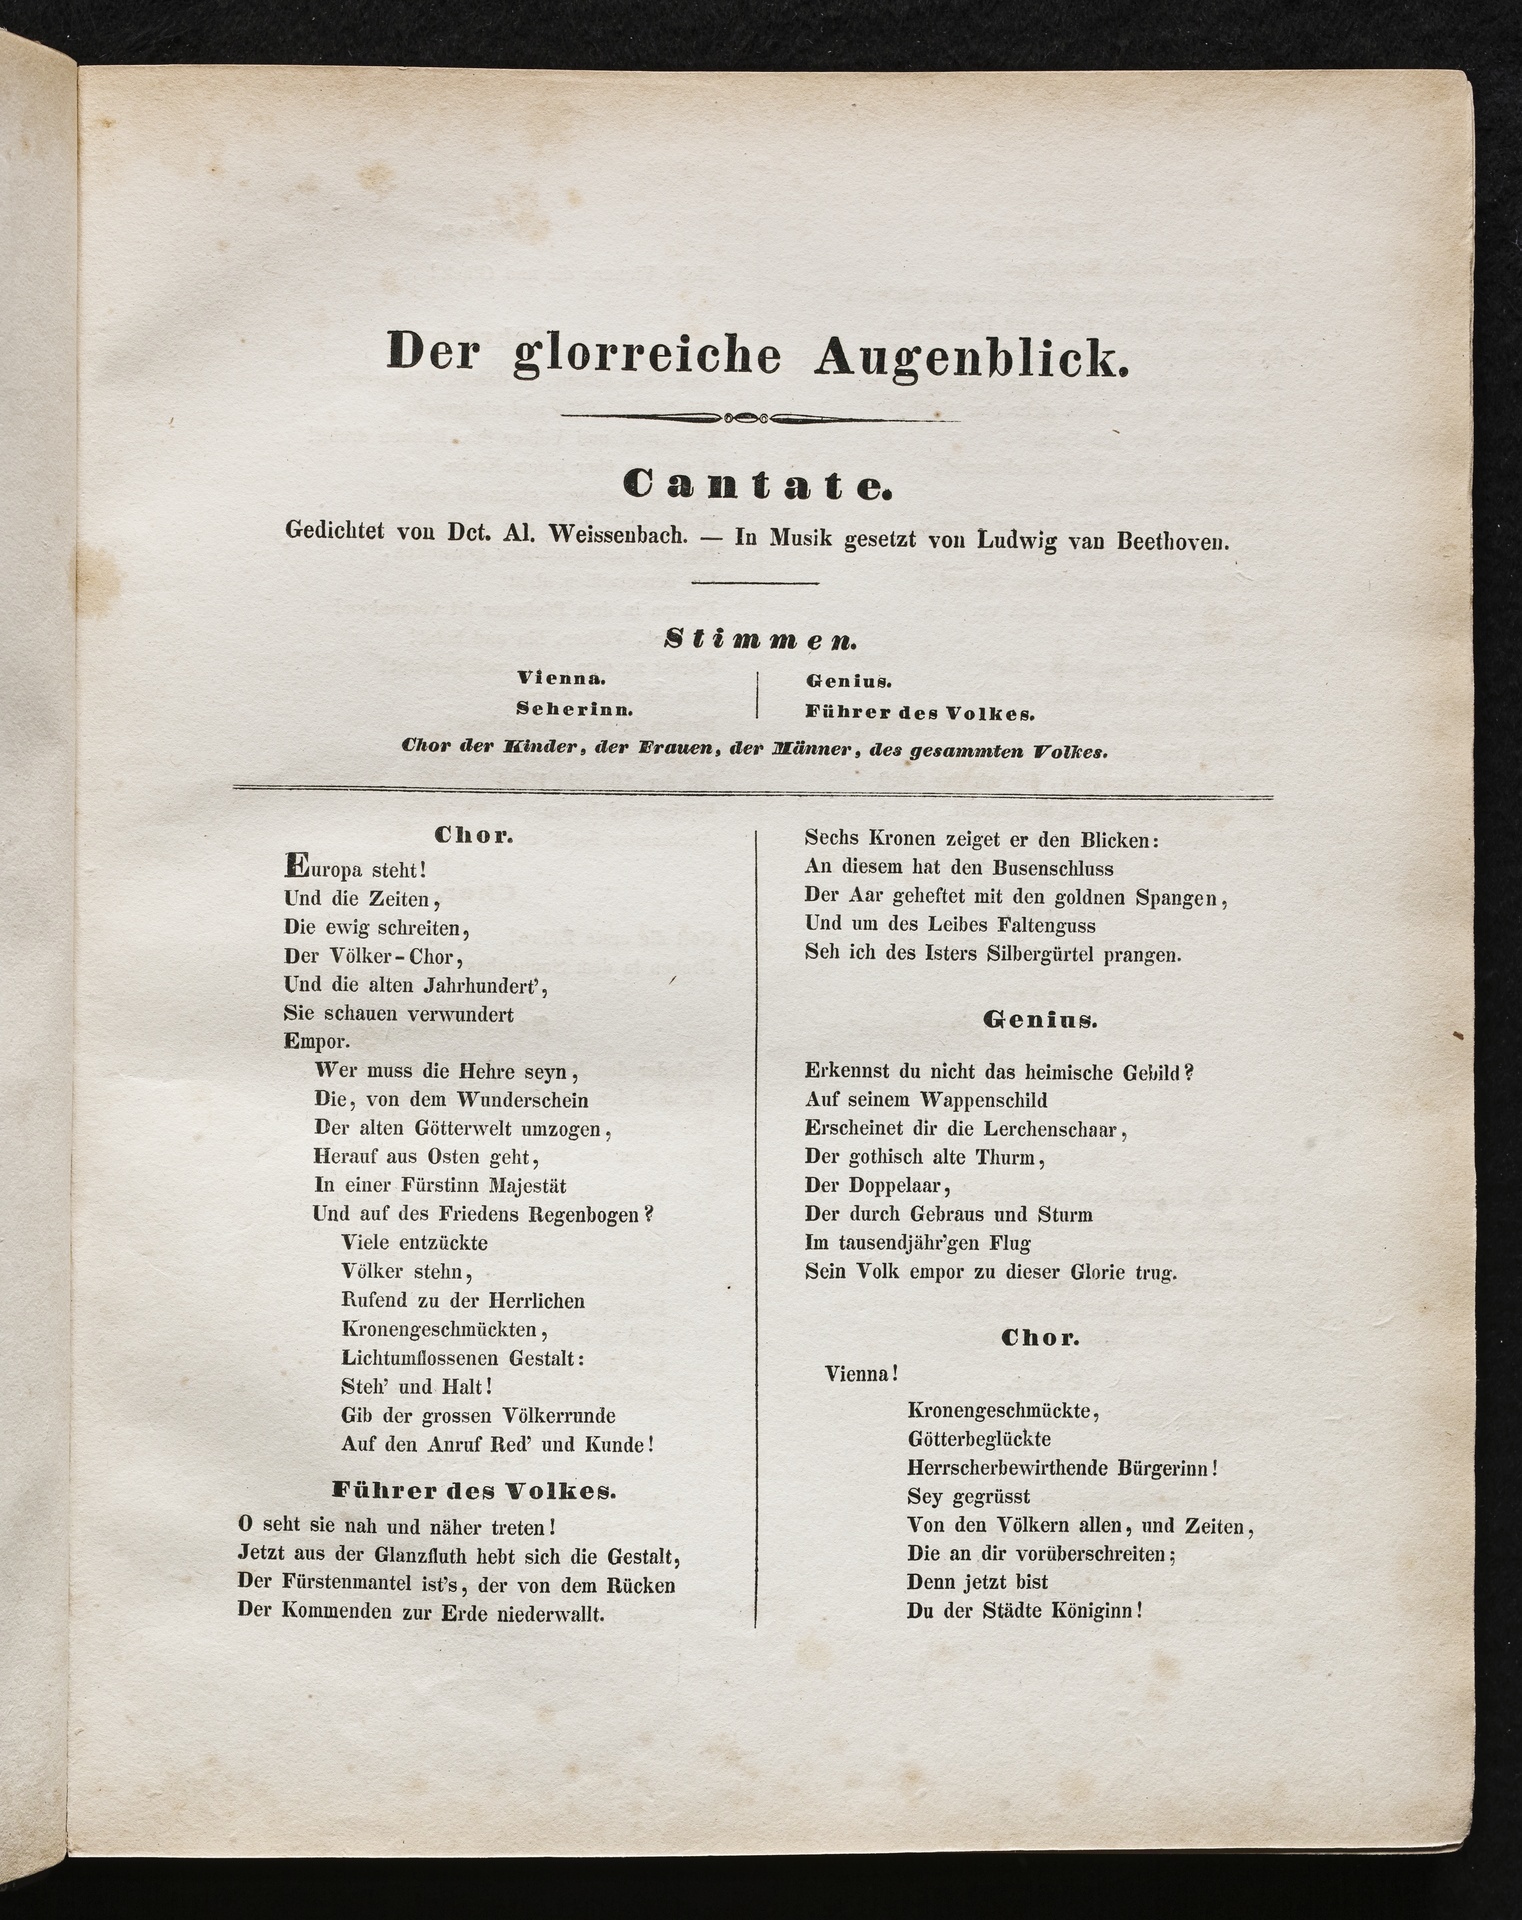 Der glorreiche Augenblick.
Cantate.
Gedichtet von Dct. Al. Weissenbach. — In Musik gesetzt von Ludwig van Beethoven.
Stimmen.
Vienna.
Seherinn.
Genius.
Führer des Volkes.
Chor der Kinder, der Frauen, der Männer, des gesammten Volkes.
Chor.
Europa steht!
Und die Zeiten,
Die ewig schreiten,
Der Völker-Chor,
Und die alten Jahrhundert',
Sie schauen verwundert
Empor.
Wer muss die Hehre seyn,
Die, von dem Wunderschein
Der alten Götterwelt umzogen,
Herauf aus Osten geht,
In einer Fürstinn Majestät
Und auf des Friedens Regenbogen?
Viele entzückte
Völker stehn,
Rufend zu der Herrlichen
Kronengeschmückten,
Lichtumflossenen Gestalt:
Steh' und Halt!
Gib der grossen Völkerrunde
Auf den Anruf Red' und Kunde!
Führer des Volkes.
O seht sie nah und näher treten!
Jetzt aus der Glanzfluth hebt sich die Gestalt,
Der Fürstenmantel ist's, der von dem Rücken
Der Kommenden zur Erde niederwallt.
Sechs Kronen zeiget er den Blicken:
An diesem hat den Busenschluss
Der Aar geheftet mit den goldnen Spangen,
Und um des Leibes Faltenguss
Seh ich des Isters Silbergürtel prangen.
Genius.
Erkennst du nicht das heimische Gebild?
Auf seinem Wappenschild
Erscheinet dir die Lerchenschaar,
Der gothisch alte Thurm,
Der Doppelaar,
Der durch Gebraus und Sturm
Im tausendjähr'gen Flug
Sein Volk empor zu dieser Glorie trug.
Chor.
Vienna!
Kronengeschmückte,
Götterbeglückte
Herrscherbewirthende Bürgerinn!
Sey gegrüsst
Von den Völkern allen, und Zeiten,
Die an dir vorüberschreiten;
Denn jetzt bist
Du der Städte Königinn!